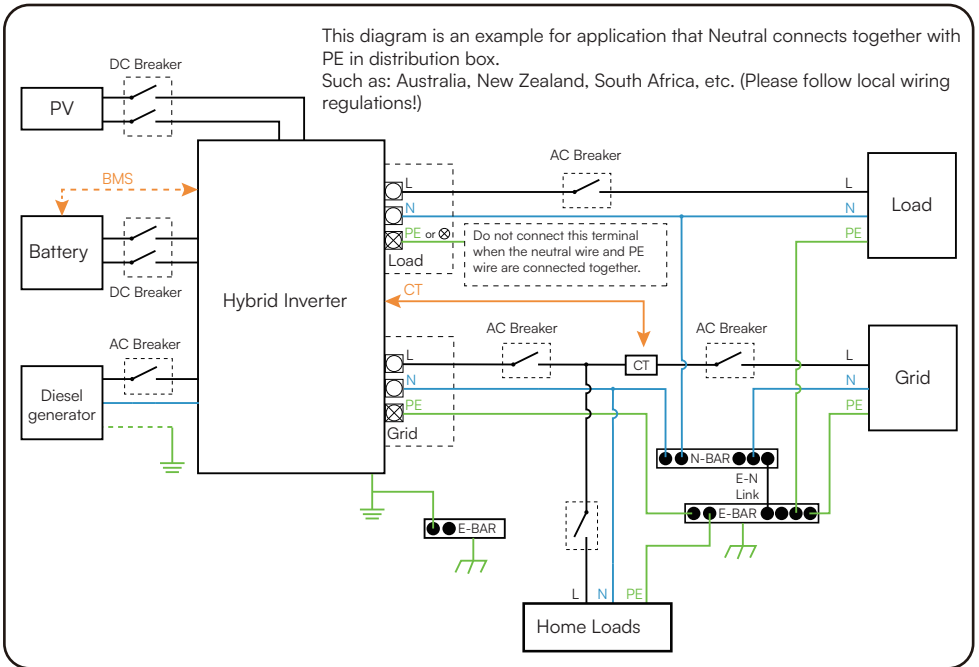 This diagram is an example for application that Neutral connects together with
PE in distribution box.
Such as: Australia, New Zealand, South Africa, etc. (Please follow local wiring
regulations!)
DC Breaker
PV
AC Breaker
BMS
L
L
N
N
Load
PE or
PE
Do not connect this terminal
when the neutral wire and PE
wire are connected together.
Load
Battery
DC Breaker
Hybrid Inverter
CT
AC Breaker
AC Breaker
AC Breaker
L
CT
L
Diesel
generator
N
N
Grid
PE
PE
Grid
N-BAR
E-N
Link
E-BAR
E-BAR
L
N
PE
Home Loads